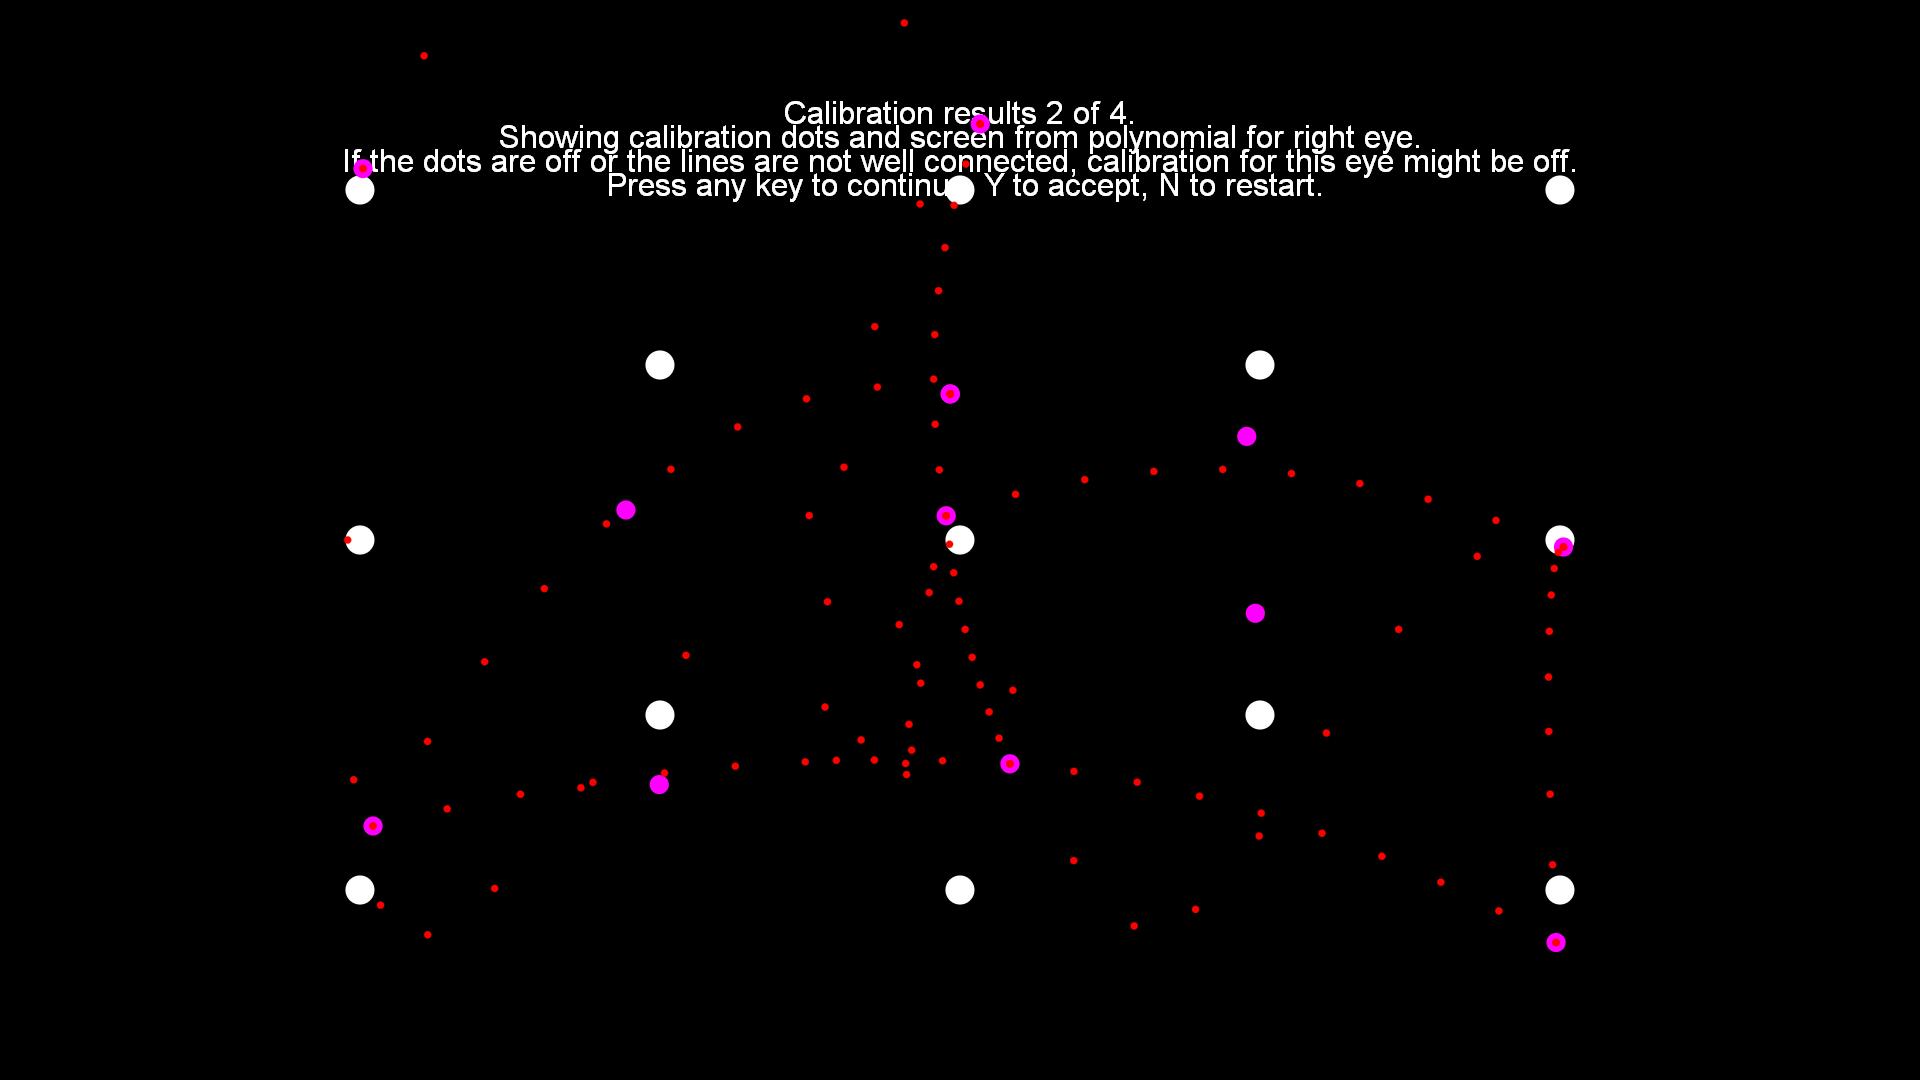 Calibration results 2 of 4.
Showing calibration dots and screen from polynomial for right eye.
If the dots are off or the lines are not well connected, calibration for this eye might be off.
Press any key to continue, Y to accept, N to restart.